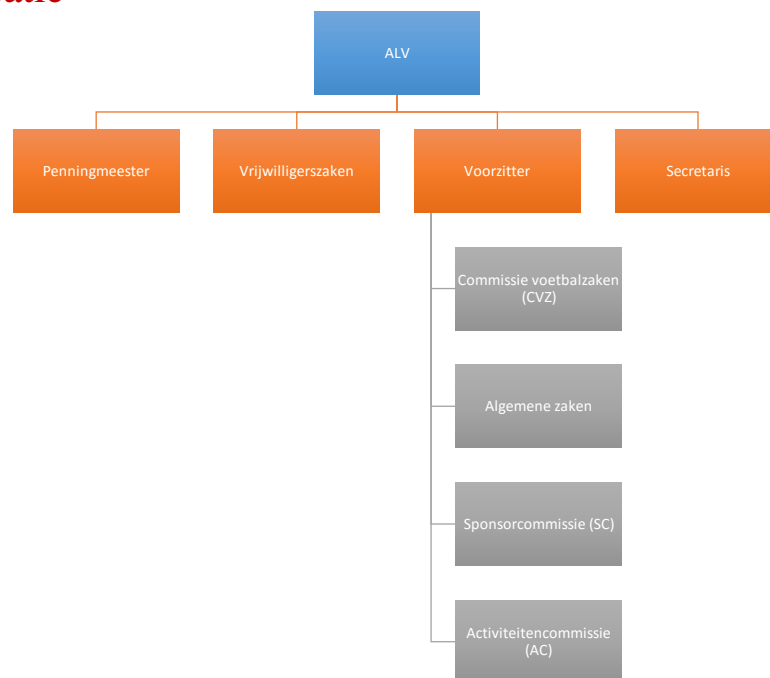 ALV
Penningmeester
Vrijwilligerszaken
Voorzitter
Secretaris
Commissie voetbalzaken
(CVZ)
Algemene zaken
Sponsorcommissie (SC)
Activiteitencommissie
(AC)